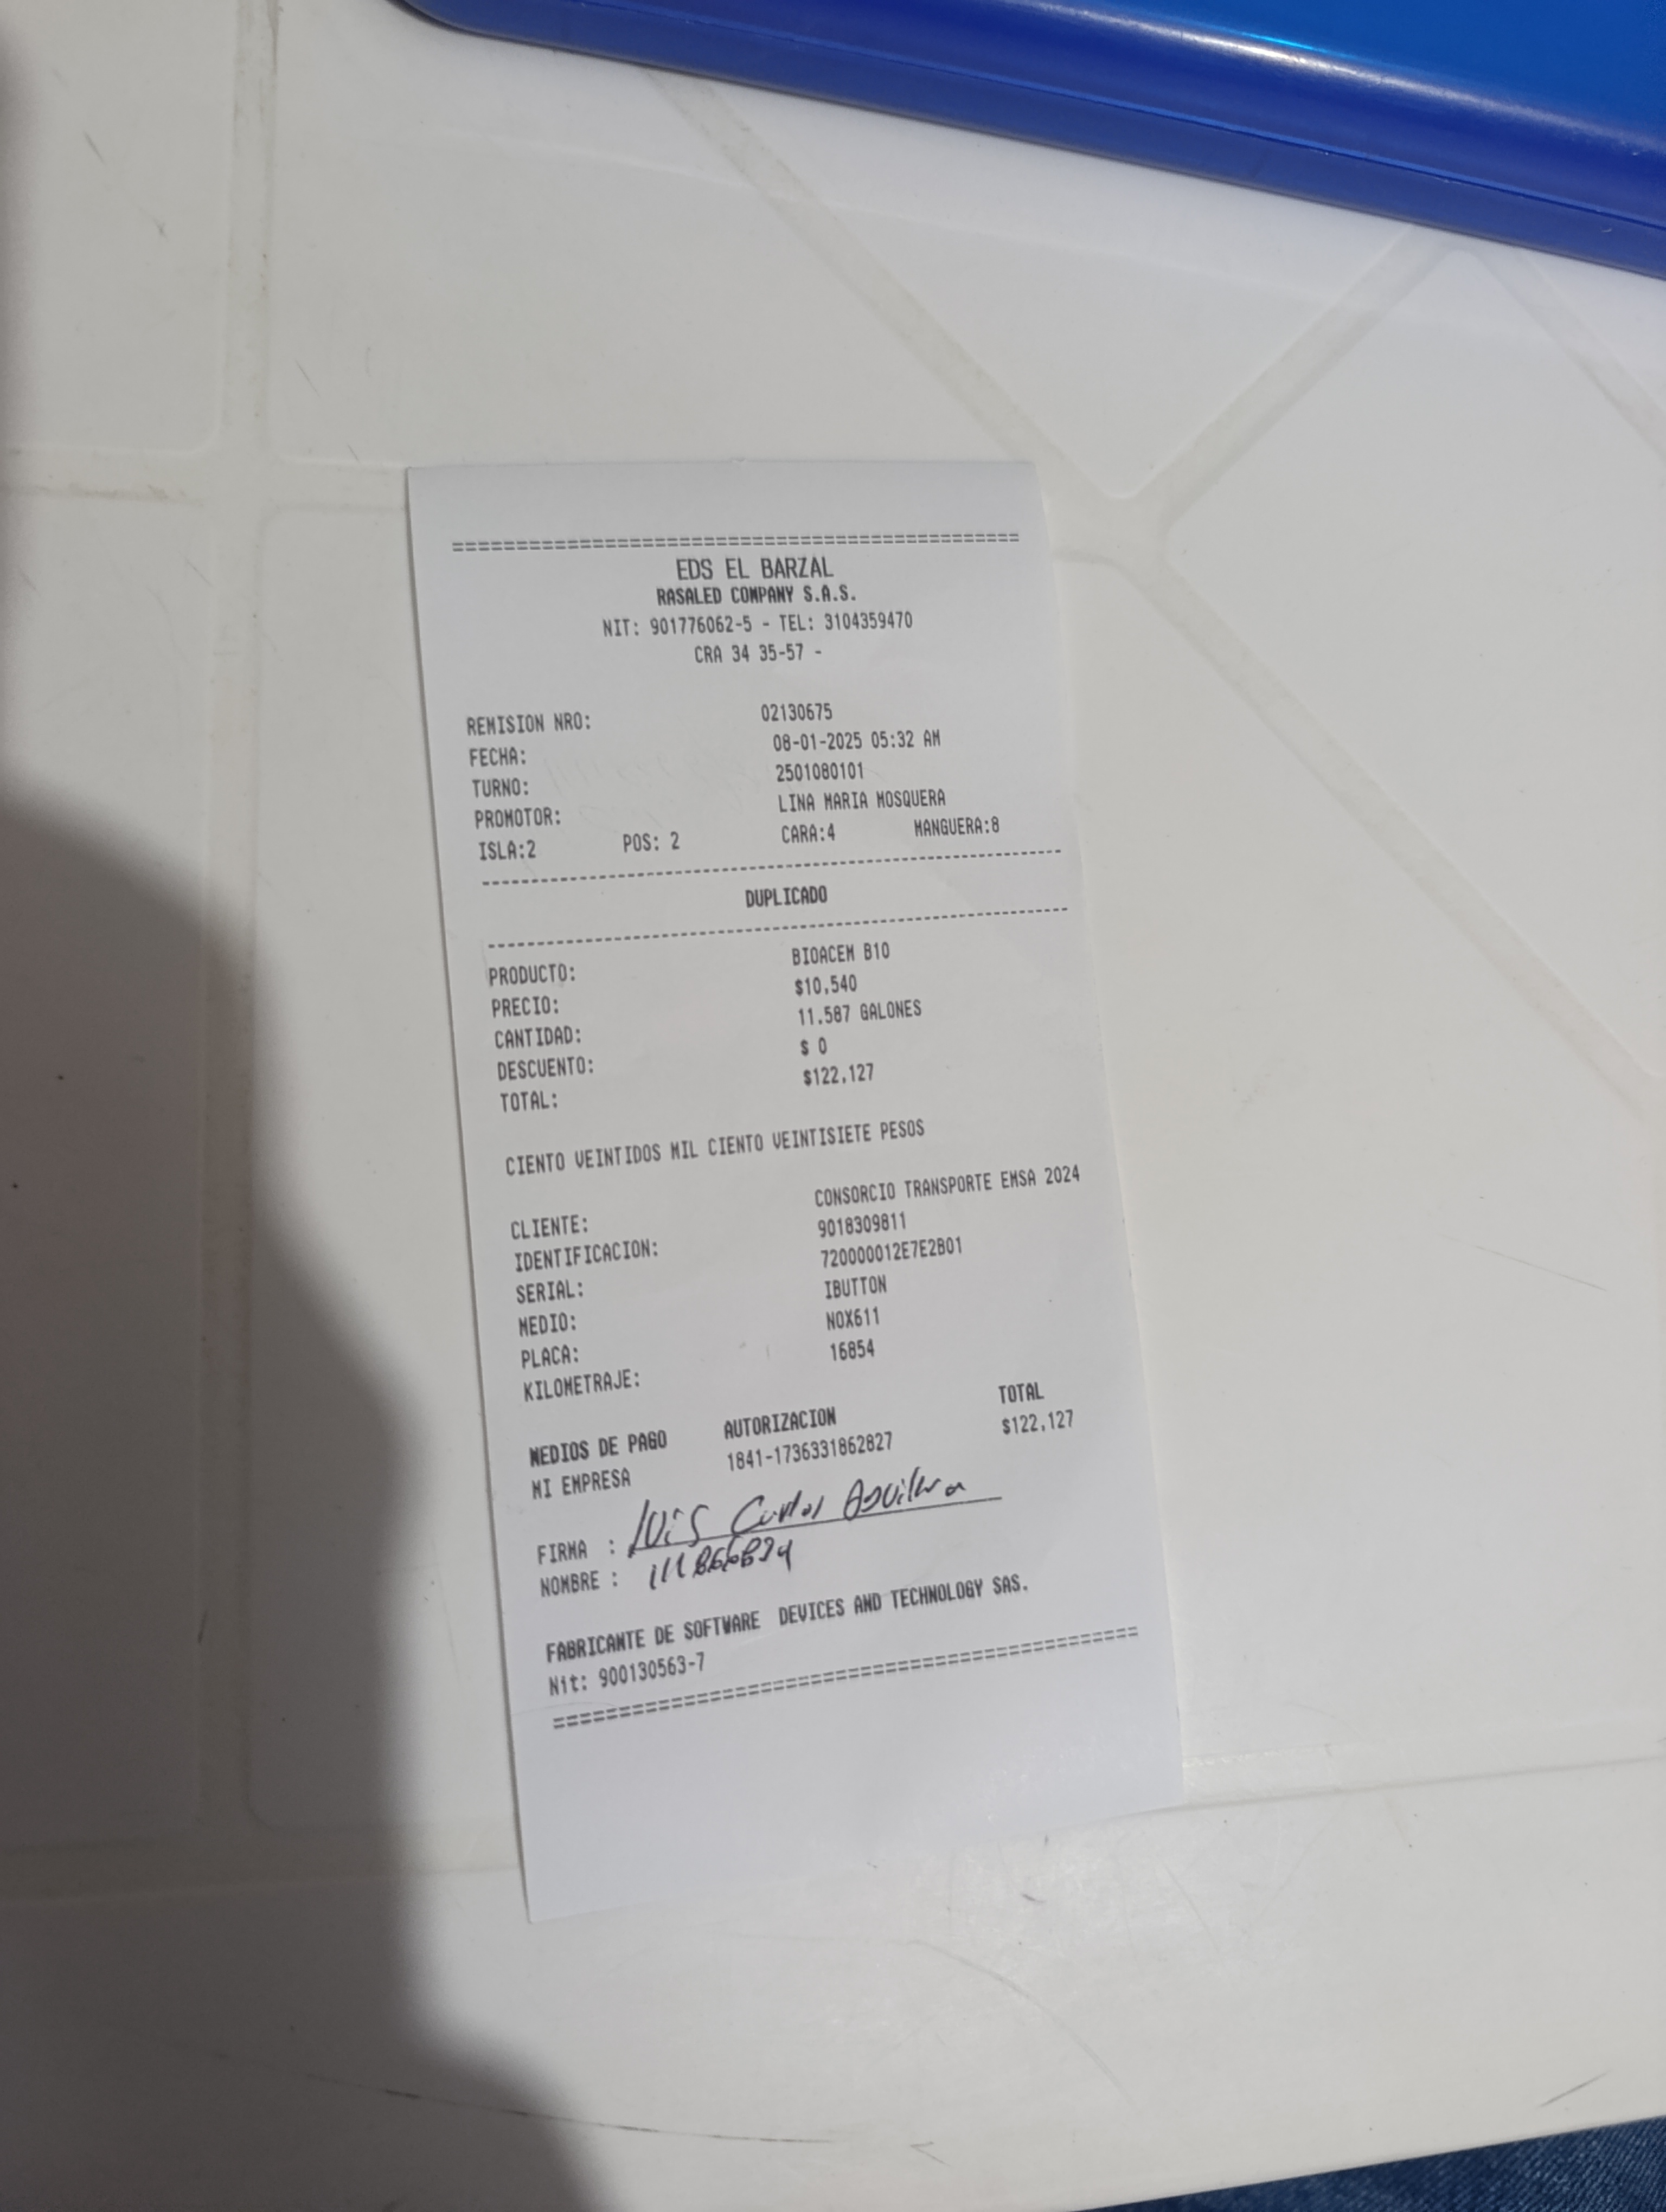 ============================================
EDS EL BARZAL
RASALED COMPANY S.A.S.
NIT: 901776062-5 - TEL: 3104359470
CRA 34 35-57 -
REMISION NRO: 02130675
FECHA: 08-01-2025 05:32 AM
TURNO: 2501080101
PROMOTOR: LINA MARIA MOSQUERA
ISLA:2 POS: 2 CARA:4 MANGUERA:8
------------------------------------------------
DUPLICADO
------------------------------------------------
PRODUCTO: BIOACEM B10
PRECIO: $10,540
CANTIDAD: 11.587 GALONES
DESCUENTO: $ 0
TOTAL: $122,127
CIENTO VEINTIDOS MIL CIENTO VEINTISIETE PESOS
CLIENTE: CONSORCIO TRANSPORTE EMSA 2024
IDENTIFICACION: 9018309811
SERIAL: 720000012E7E2B01
MEDIO: IBUTTON
PLACA: NOX611
KILOMETRAJE: 16854
MEDIOS DE PAGO AUTORIZACION TOTAL
MI EMPRESA 1841-1736331862827 $122,127
FIRMA : Luis Carlos Aguilera
NOMBRE :
FABRICANTE DE SOFTWARE DEVICES AND TECHNOLOGY SAS.
Nit: 900130563-7
============================================